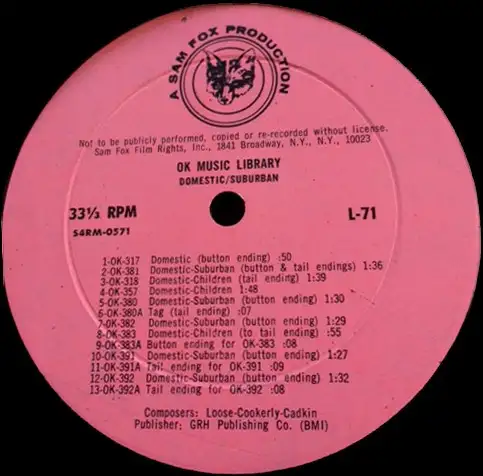 A SAM FOX PRODUCTION
Not to be publicly performed, copied or re-recorded without license.
Sam Fox Film Rights, Inc., 1841 Broadway, N.Y., N.Y., 10023
OK MUSIC LIBRARY
DOMESTIC/SUBURBAN
33⅓ RPM
L-71
S4RM-0571
1-OK-317 Domestic (button ending) :50
2-OK-381 Domestic-Suburban (button & tail endings) 1:36
3-OK-318 Domestic-Children (tail ending) 1:39
4-OK-357 Domestic-Children 1:48
5-OK-380 Domestic-Suburban (button ending) 1:30
6-OK-380A Tag (tail ending) :07
7-OK-382 Domestic-Suburban (button ending) 1:29
8-OK-383 Domestic-Children (to tail ending) :55
9-OK-383A Button ending for OK-383 :08
10-OK-391 Domestic-Suburban (button ending) 1:27
11-OK-391A Tail ending for OK-391 :09
12-OK-392 Domestic-Suburban (button ending) 1:32
13-OK-392A Tail ending for OK-392 :08
Composers: Loose-Cookerly-Cadkin
Publisher: GRH Publishing Co. (BMI)